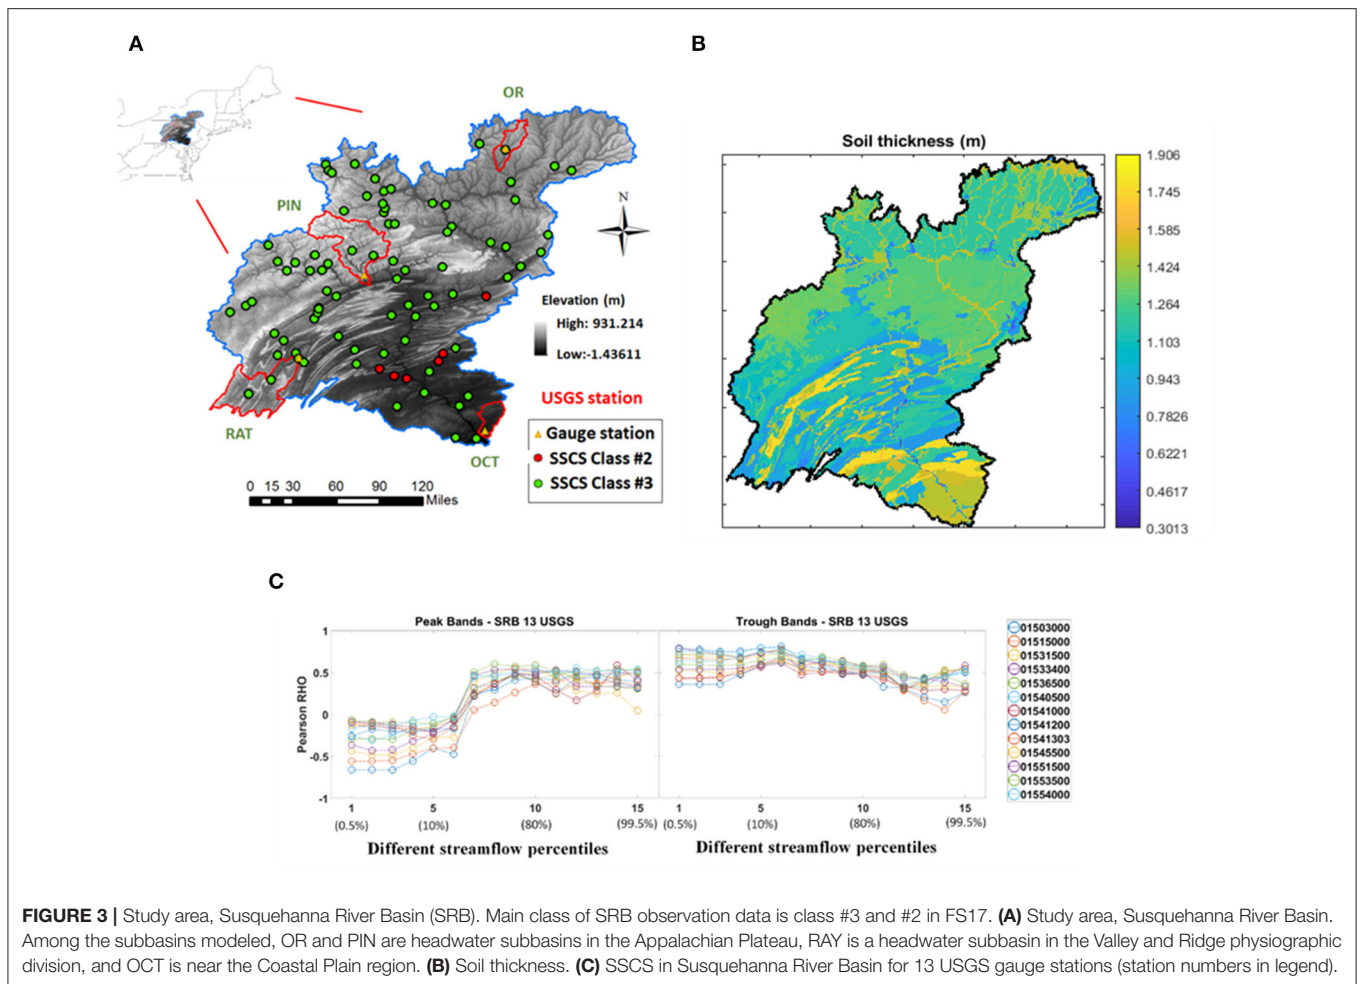 A
B
OR
PIN
RAT
OCT
N
Elevation (m)
High: 931.214
Low:-1.43611
USGS station
Gauge station
SSCS Class #2
SSCS Class #3
0 15 30 60 90 120
Miles
Soil thickness (m)
1.906
1.745
1.585
1.424
1.264
1.103
0.943
0.7826
0.6221
0.4617
0.3013
C
Peak Bands - SRB 13 USGS
Trough Bands - SRB 13 USGS
Pearson RHO
1
0.5
0
-0.5
-1
1 5 10 15
(0.5%) (10%) (80%) (99.5%)
Different streamflow percentiles
1 5 10 15
(0.5%) (10%) (80%) (99.5%)
Different streamflow percentiles
01503000
01515000
01531500
01533400
01536500
01540500
01541000
01541200
01541303
01545500
01551500
01553500
01554000
FIGURE 3 | Study area, Susquehanna River Basin (SRB). Main class of SRB observation data is class #3 and #2 in FS17. (A) Study area, Susquehanna River Basin.
Among the subbasins modeled, OR and PIN are headwater subbasins in the Appalachian Plateau, RAY is a headwater subbasin in the Valley and Ridge physiographic
division, and OCT is near the Coastal Plain region. (B) Soil thickness. (C) SSCS in Susquehanna River Basin for 13 USGS gauge stations (station numbers in legend).